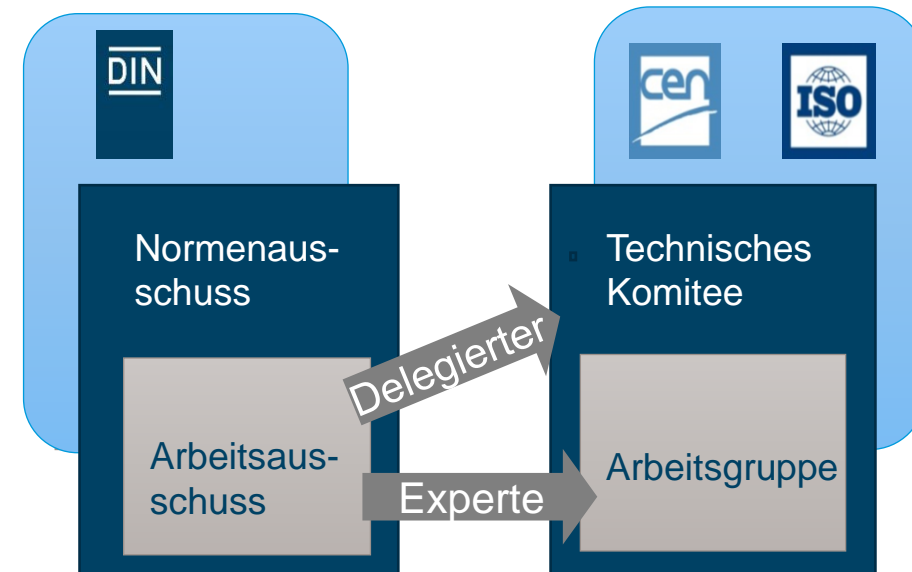 DIN
cen
ISO
Normenaus-
schuss
Technisches
Komitee
Delegierter
Arbeitsaus-
schuss
Experte
Arbeitsgruppe